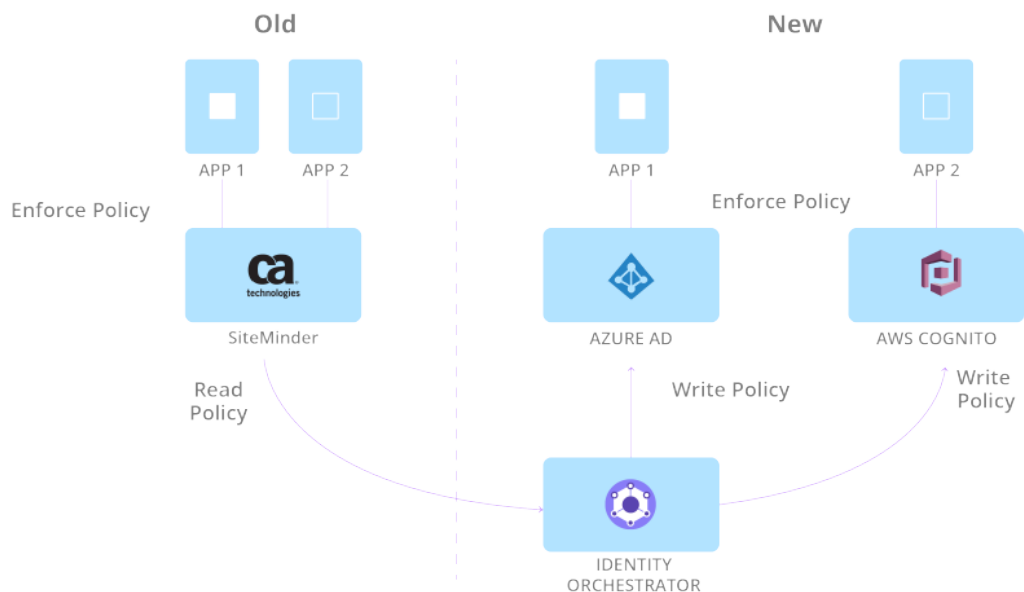 Old
New
APP 1
APP 2
APP 1
APP 2
Enforce Policy
Enforce Policy
ca
technologies
SiteMinder
AZURE AD
AWS COGNITO
Read
Policy
Write Policy
Write
Policy
IDENTITY
ORCHESTRATOR